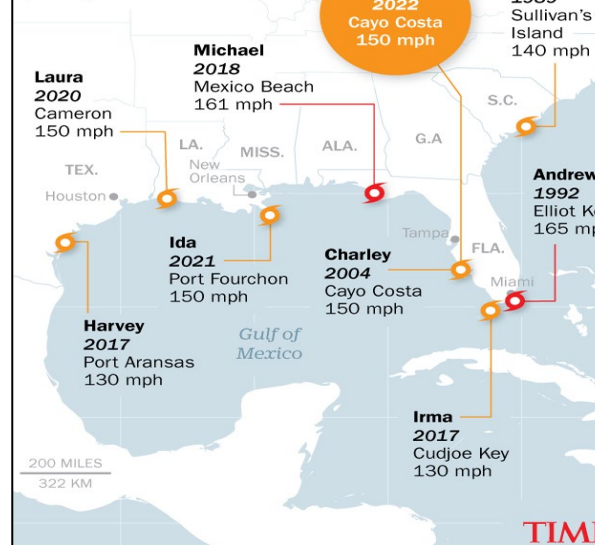 2022
Cayo Costa
150 mph
1989
Sullivan's
Island
140 mph
Michael
2018
Mexico Beach
161 mph
Laura
2020
Cameron
150 mph
S.C.
LA.
MISS.
ALA.
G.A
TEX.
New
Orleans
Houston
Andrew
1992
Elliot
165
Tampa
FLA.
Ida
2021
Port Fourchon
150 mph
Charley
2004
Cayo Costa
150 mph
Miami
Harvey
2017
Port Aransas
130 mph
Gulf of
Mexico
Irma
2017
Cudjoe Key
130 mph
200 MILES
322 KM